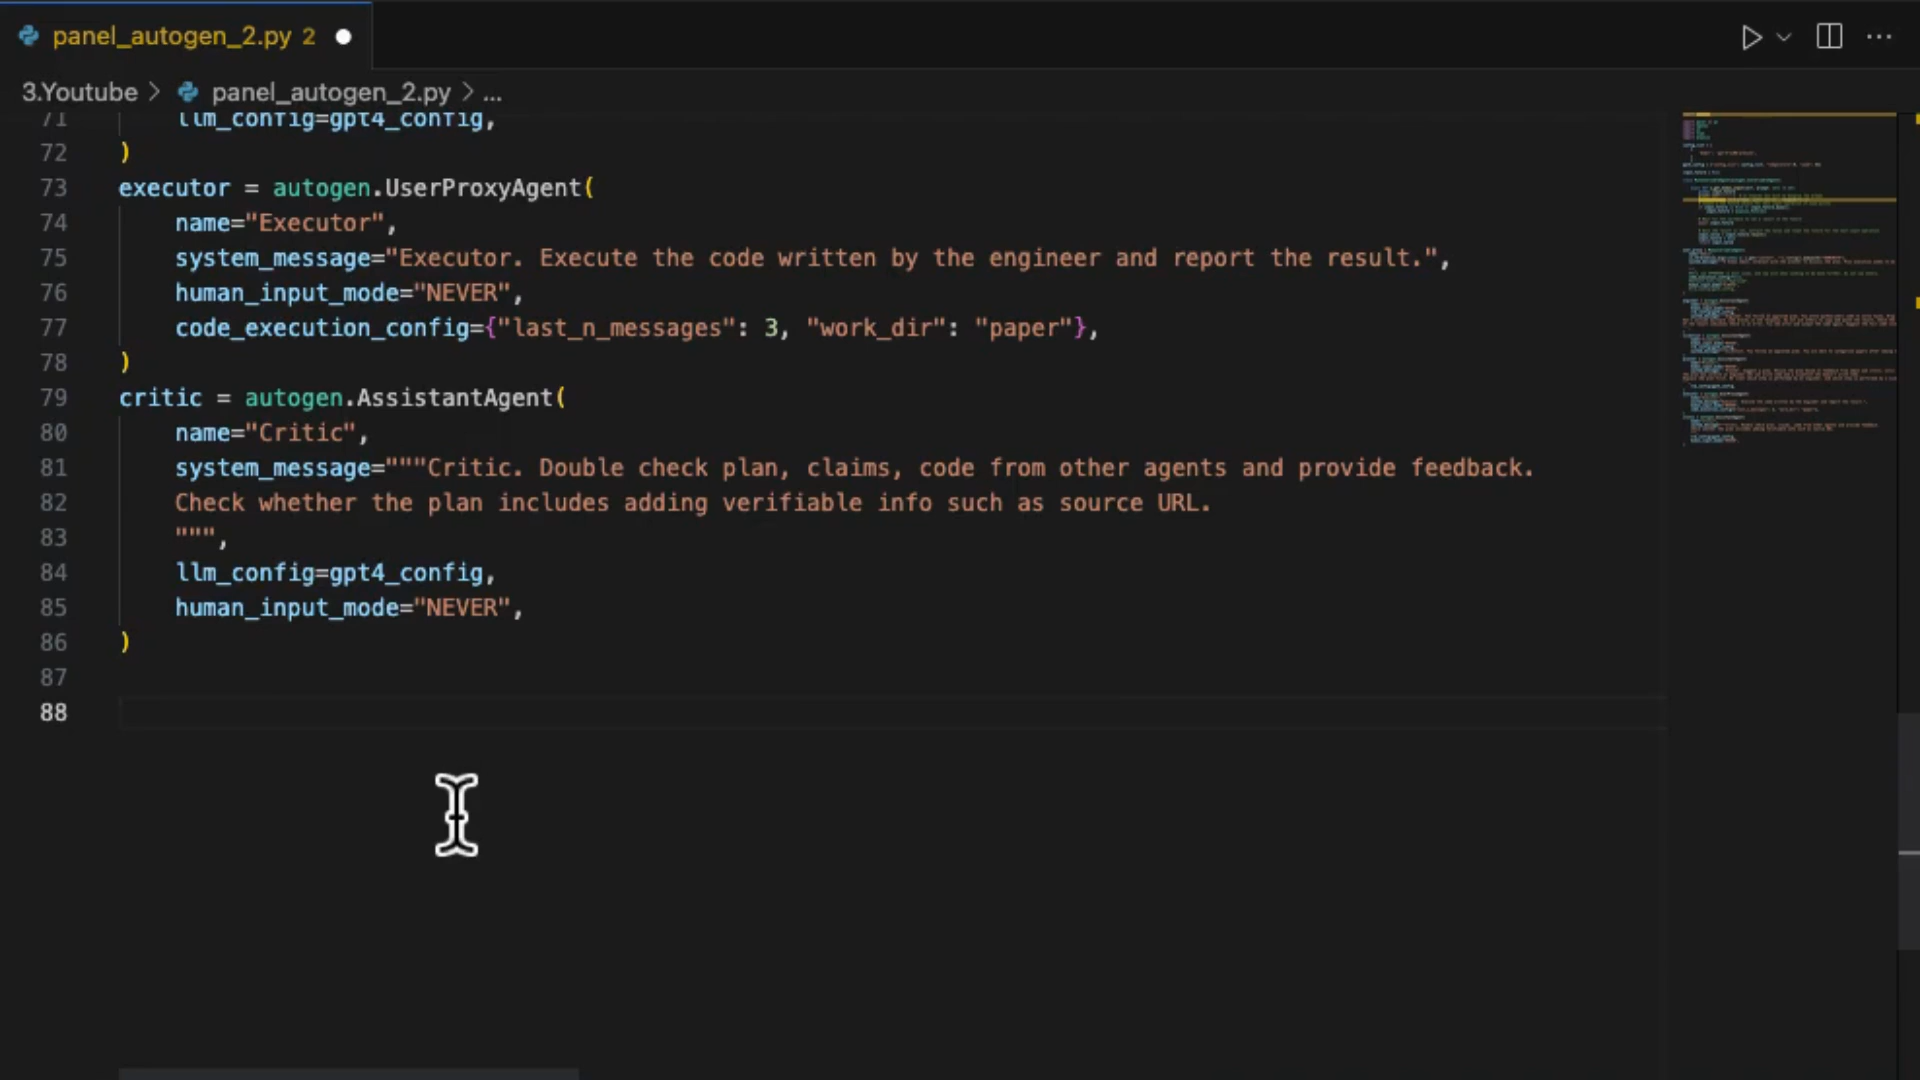 panel_autogen_2.py 2
3.Youtube > panel_autogen_2.py > ...
71 llm_config=gpt4_config,
72 )
73 executor = autogen.UserProxyAgent(
74 name="Executor",
75 system_message="Executor. Execute the code written by the engineer and report the result.",
76 human_input_mode="NEVER",
77 code_execution_config={"last_n_messages": 3, "work_dir": "paper"},
78 )
79 critic = autogen.AssistantAgent(
80 name="Critic",
81 system_message="""Critic. Double check plan, claims, code from other agents and provide feedback.
82 Check whether the plan includes adding verifiable info such as source URL.
83 """,
84 llm_config=gpt4_config,
85 human_input_mode="NEVER",
86 )
87
88